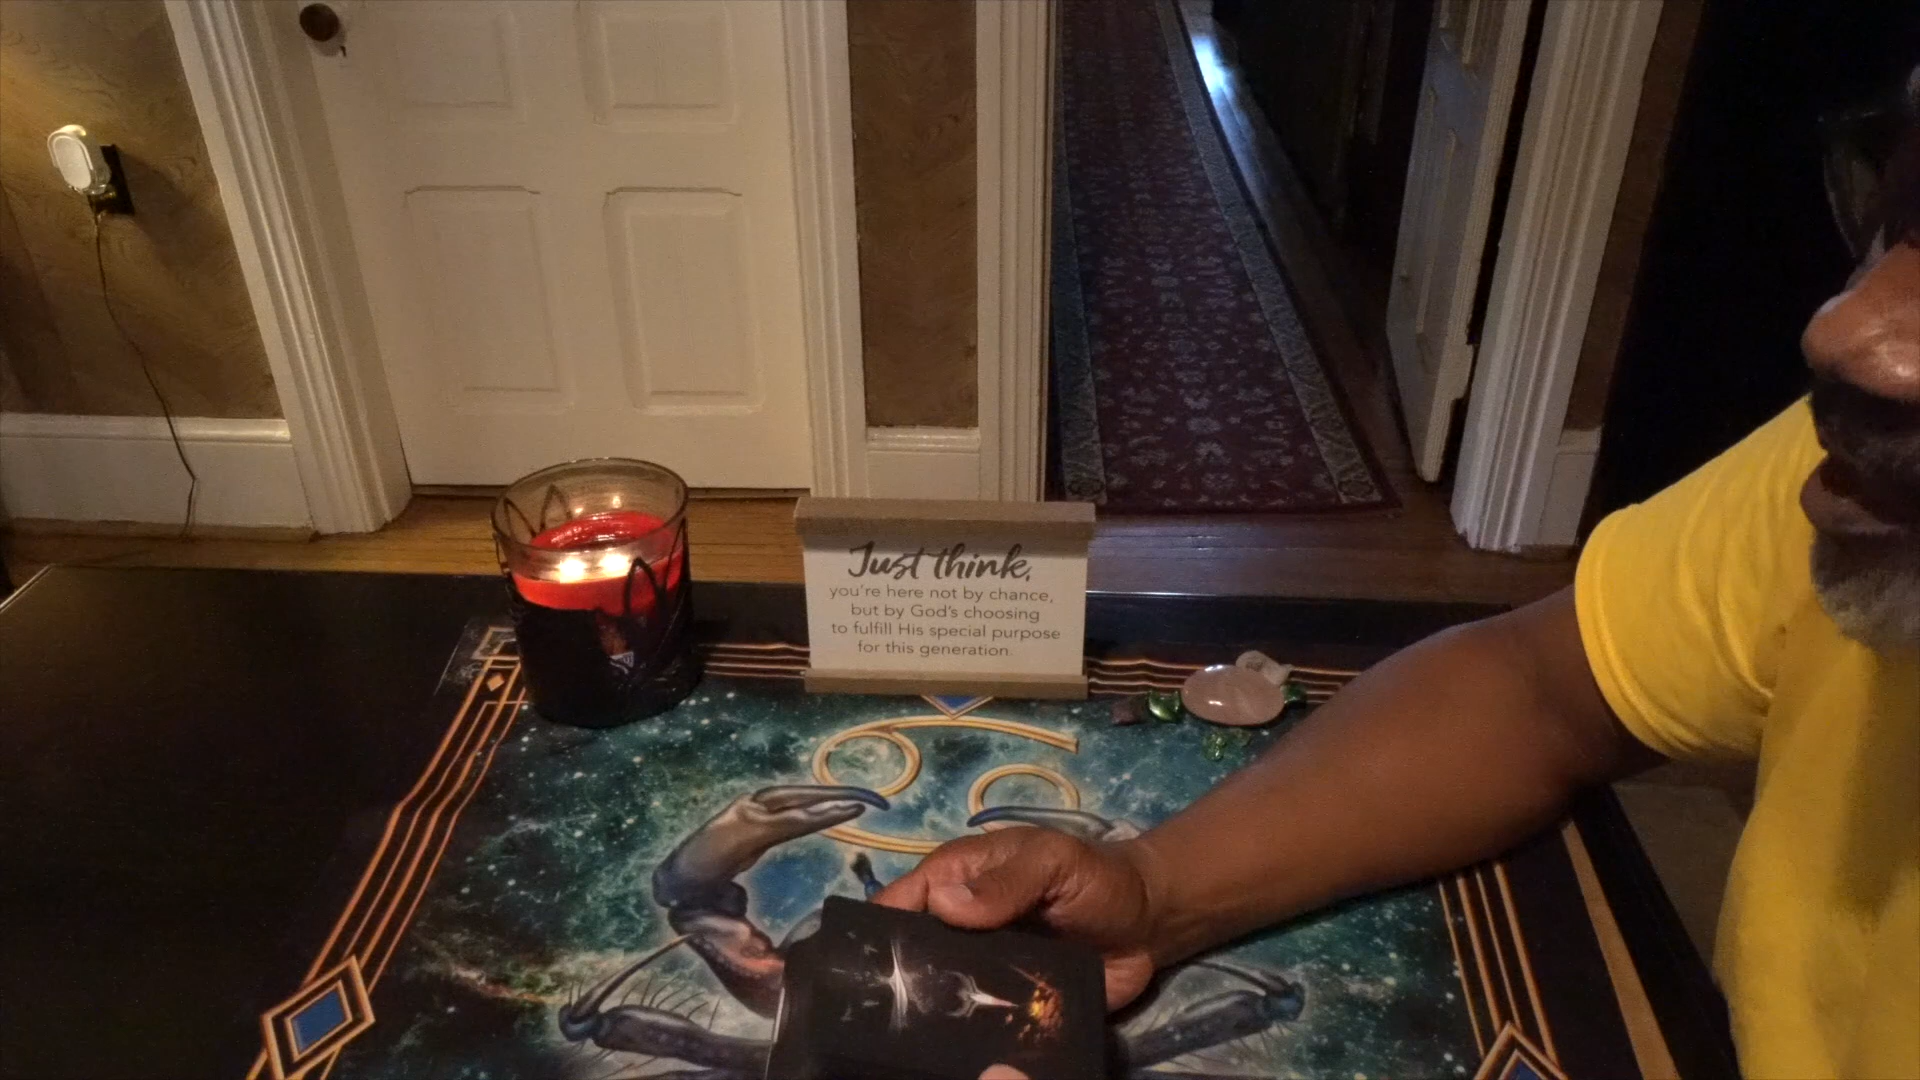 Just think,
you're here not by chance,
but by God's choosing
to fulfill His special purpose
for this generation.